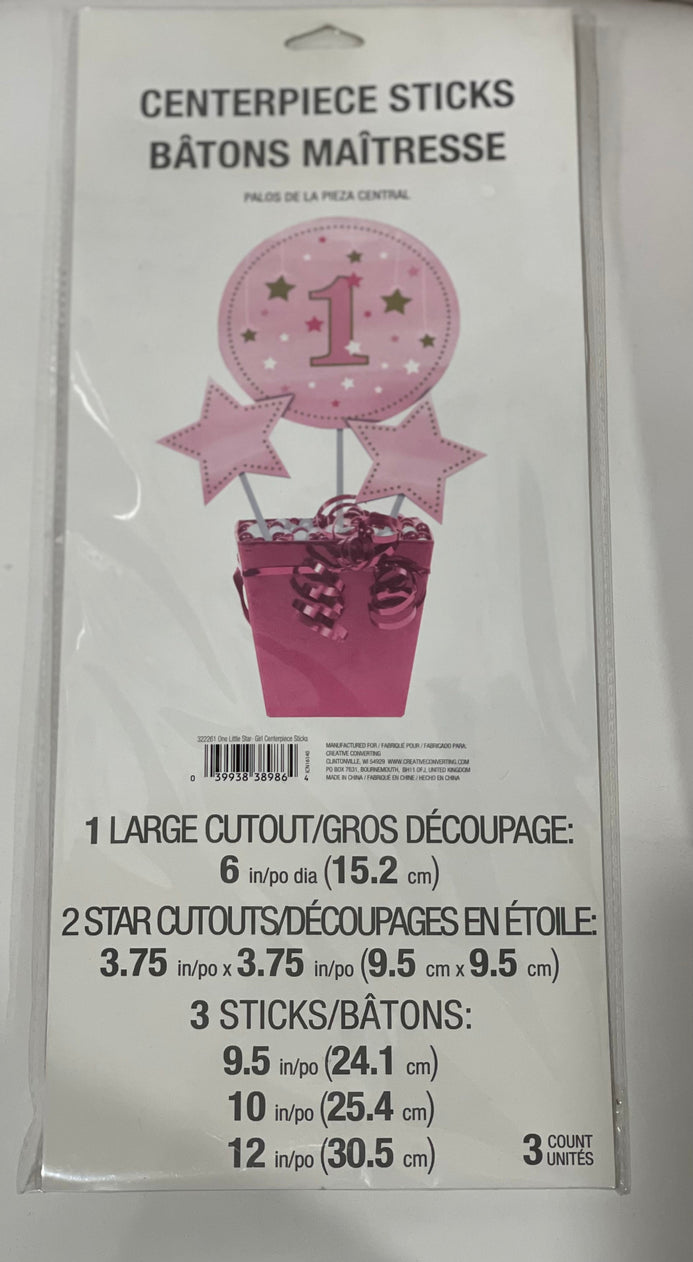 CENTERPIECE STICKS
BÂTONS MAÎTRESSE
PALOS DE LA PIEZA CENTRAL
1
322261 One Little Star- Girl Centerpiece Sticks
0 39938 38986 4
MANUFACTURED FOR / FABRIQUÉ POUR / FABRICADO PARA:
CREATIVE CONVERTING
CLINTONVILLE, WI 54929 WWW.CREATIVECONVERTING.COM
PO BOX 7631, BOURNEMOUTH, BH11 0FJ, UNITED KINGDOM
MADE IN CHINA / FABRIQUÉ EN CHINE / HECHO EN CHINA
1 LARGE CUTOUT/GROS DÉCOUPAGE:
6 in/po dia (15.2 cm)
2 STAR CUTOUTS/DÉCOUPAGES EN ÉTOILE:
3.75 in/po x 3.75 in/po (9.5 cm x 9.5 cm)
3 STICKS/BÂTONS:
9.5 in/po (24.1 cm)
10 in/po (25.4 cm)
12 in/po (30.5 cm)
3 COUNT
UNITÉS